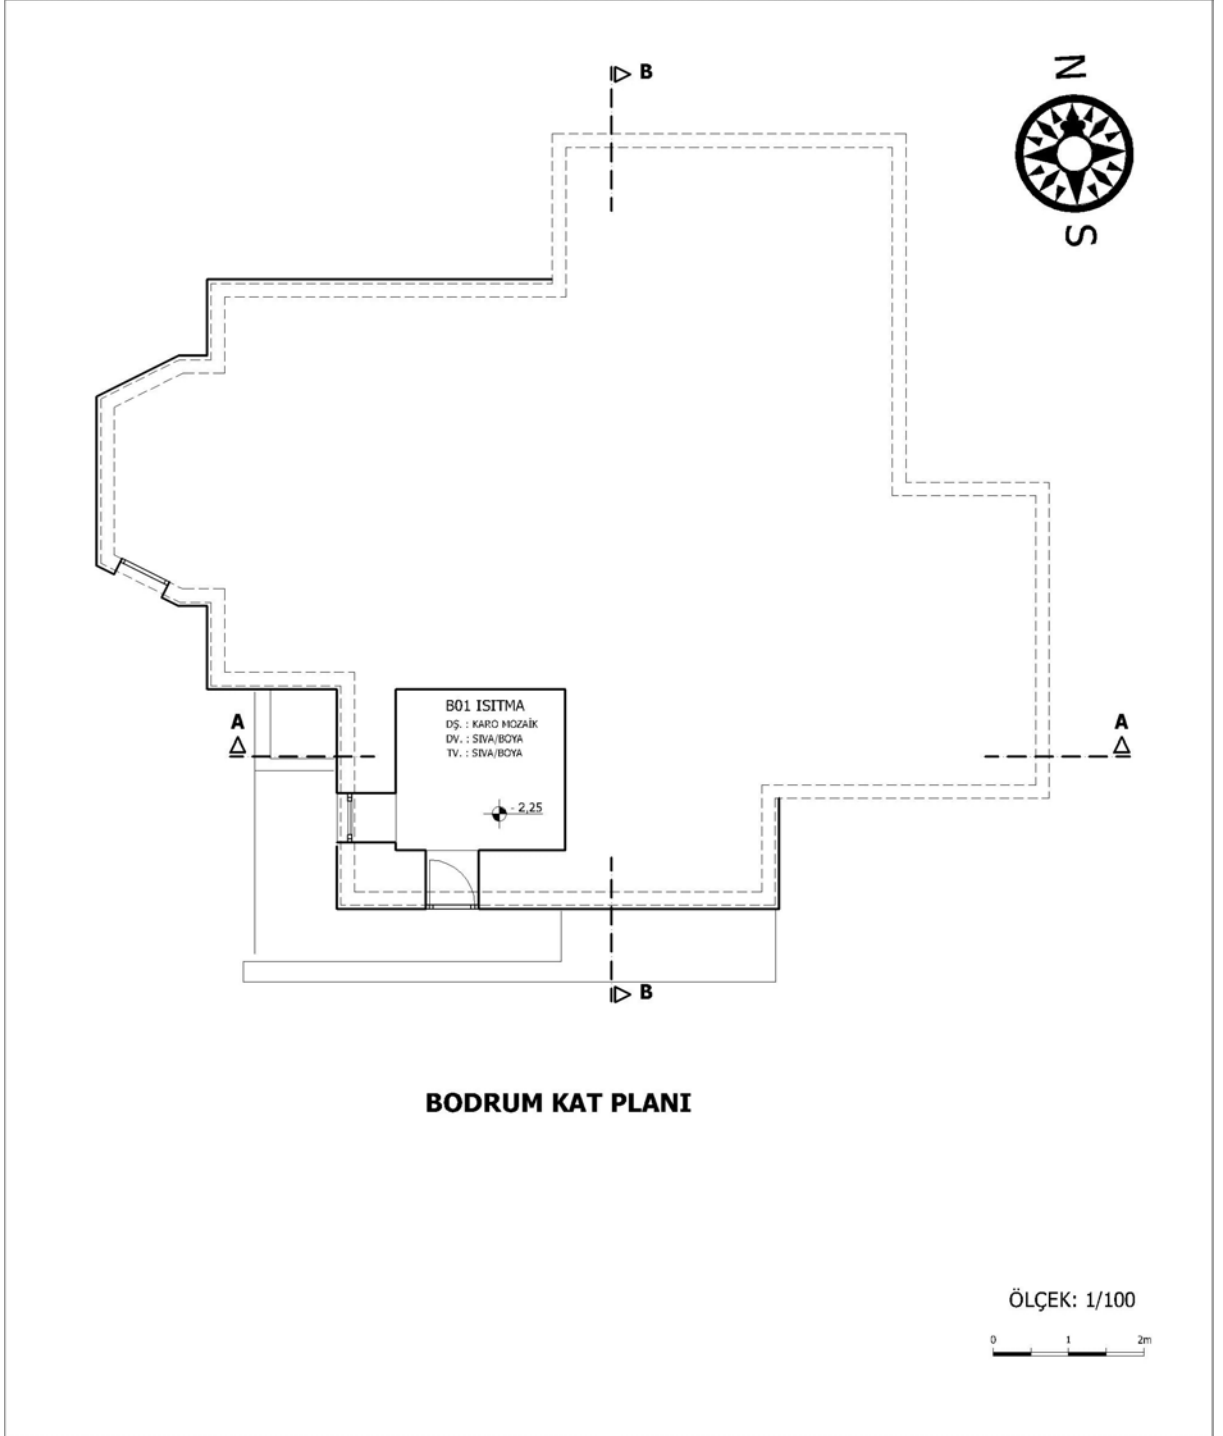 B
N
S
A
A
B01 ISITMA
DŞ. : KARO MOZAİK
DV. : SIVA/BOYA
TV. : SIVA/BOYA
- 2,25
B
BODRUM KAT PLANI
ÖLÇEK: 1/100
0 1 2m